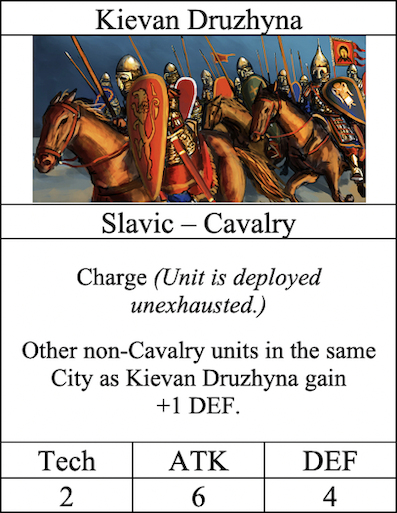 Kievan Druzhyna
Slavic – Cavalry
Charge (Unit is deployed
unexhausted.)
Other non-Cavalry units in the same
City as Kievan Druzhyna gain
+1 DEF.
Tech ATK DEF
2 6 4